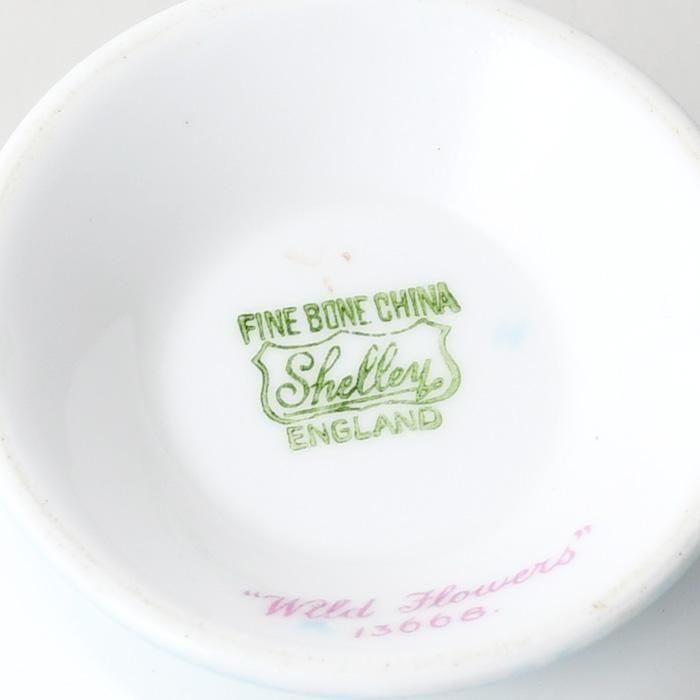 FINE BONE CHINA
Shelley
ENGLAND
"Wild Flowers"
13668.